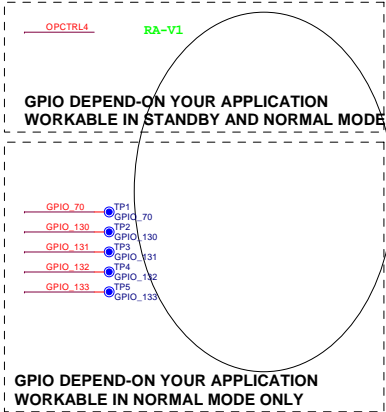 OPCTRL4 RA-V1
GPIO DEPEND-ON YOUR APPLICATION
WORKABLE IN STANDBY AND NORMAL MODE
GPIO_70 TP1
GPIO_70
GPIO_130 TP2
GPIO_130
GPIO_131 TP3
GPIO_131
GPIO_132 TP4
GPIO_132
GPIO_133 TP5
GPIO_133
GPIO DEPEND-ON YOUR APPLICATION
WORKABLE IN NORMAL MODE ONLY